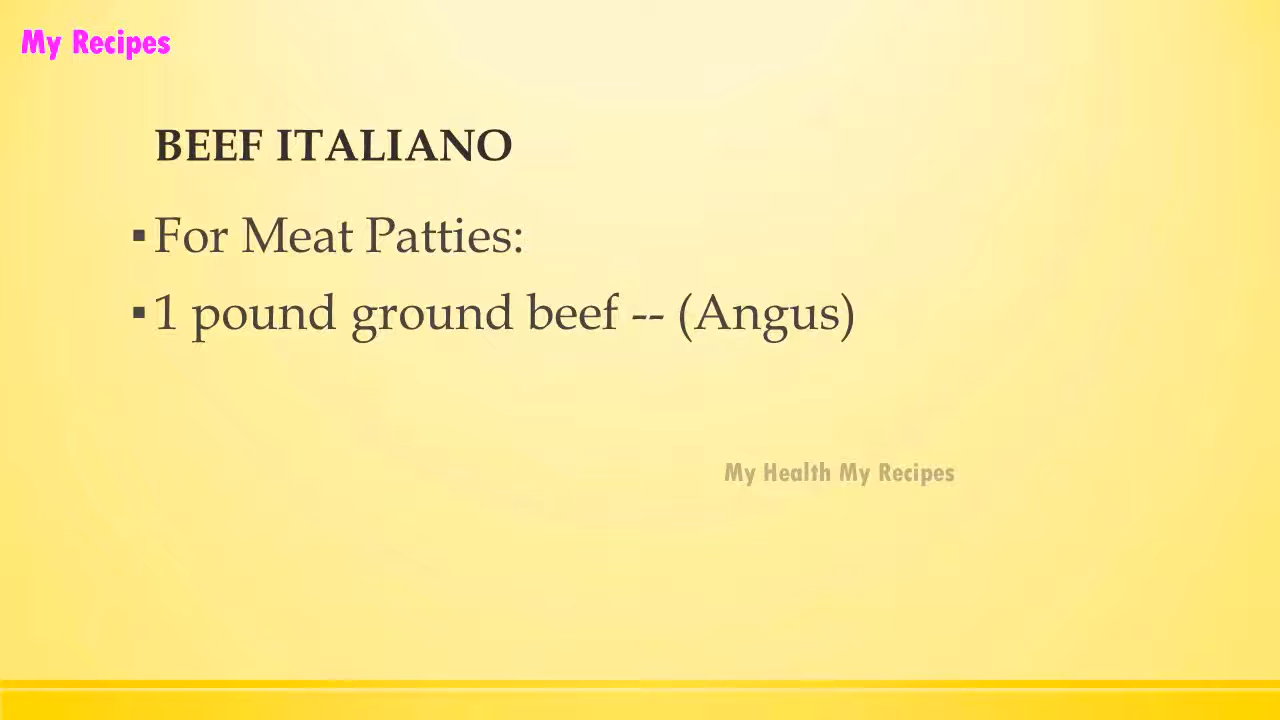 My Recipes
BEEF ITALIANO
▪For Meat Patties:
▪1 pound ground beef -- (Angus)
My Health My Recipes